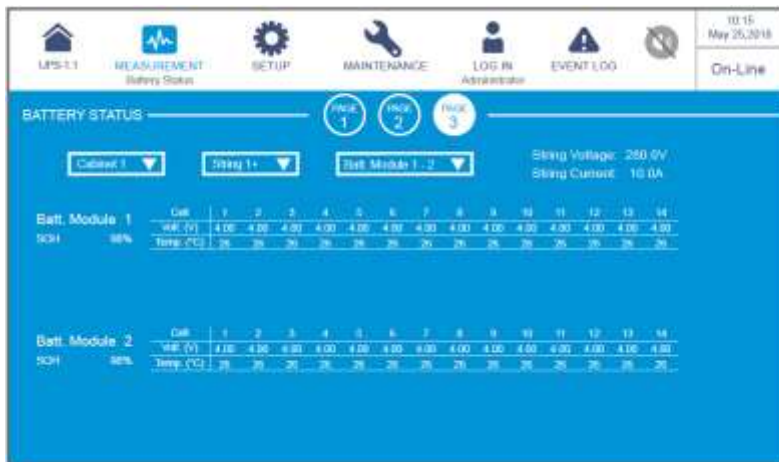 10:15
May 25,2018
UPS-1.1
MEASUREMENT
Battery Status
SETUP
MAINTENANCE
LOG IN
Administrator
EVENT LOG
On-Line
BATTERY STATUS
PAGE 1
PAGE 2
PAGE 3
Cabinet 1
String 1+
Batt. Module 1 - 2
String Voltage: 280.0V
String Current: 10.0A
Batt. Module 1
Cell 1 2 3 4 5 6 7 8 9 10 11 12 13 14
Volt. (V) 4.00 4.00 4.00 4.00 4.00 4.00 4.00 4.00 4.00 4.00 4.00 4.00 4.00 4.00
SOH 98%
Temp. (°C) 26 26 26 26 26 26 26 26 26 26 26 26 26 26
Batt. Module 2
Cell 1 2 3 4 5 6 7 8 9 10 11 12 13 14
Volt. (V) 4.00 4.00 4.00 4.00 4.00 4.00 4.00 4.00 4.00 4.00 4.00 4.00 4.00 4.00
SOH 98%
Temp. (°C) 26 26 26 26 26 26 26 26 26 26 26 26 26 26